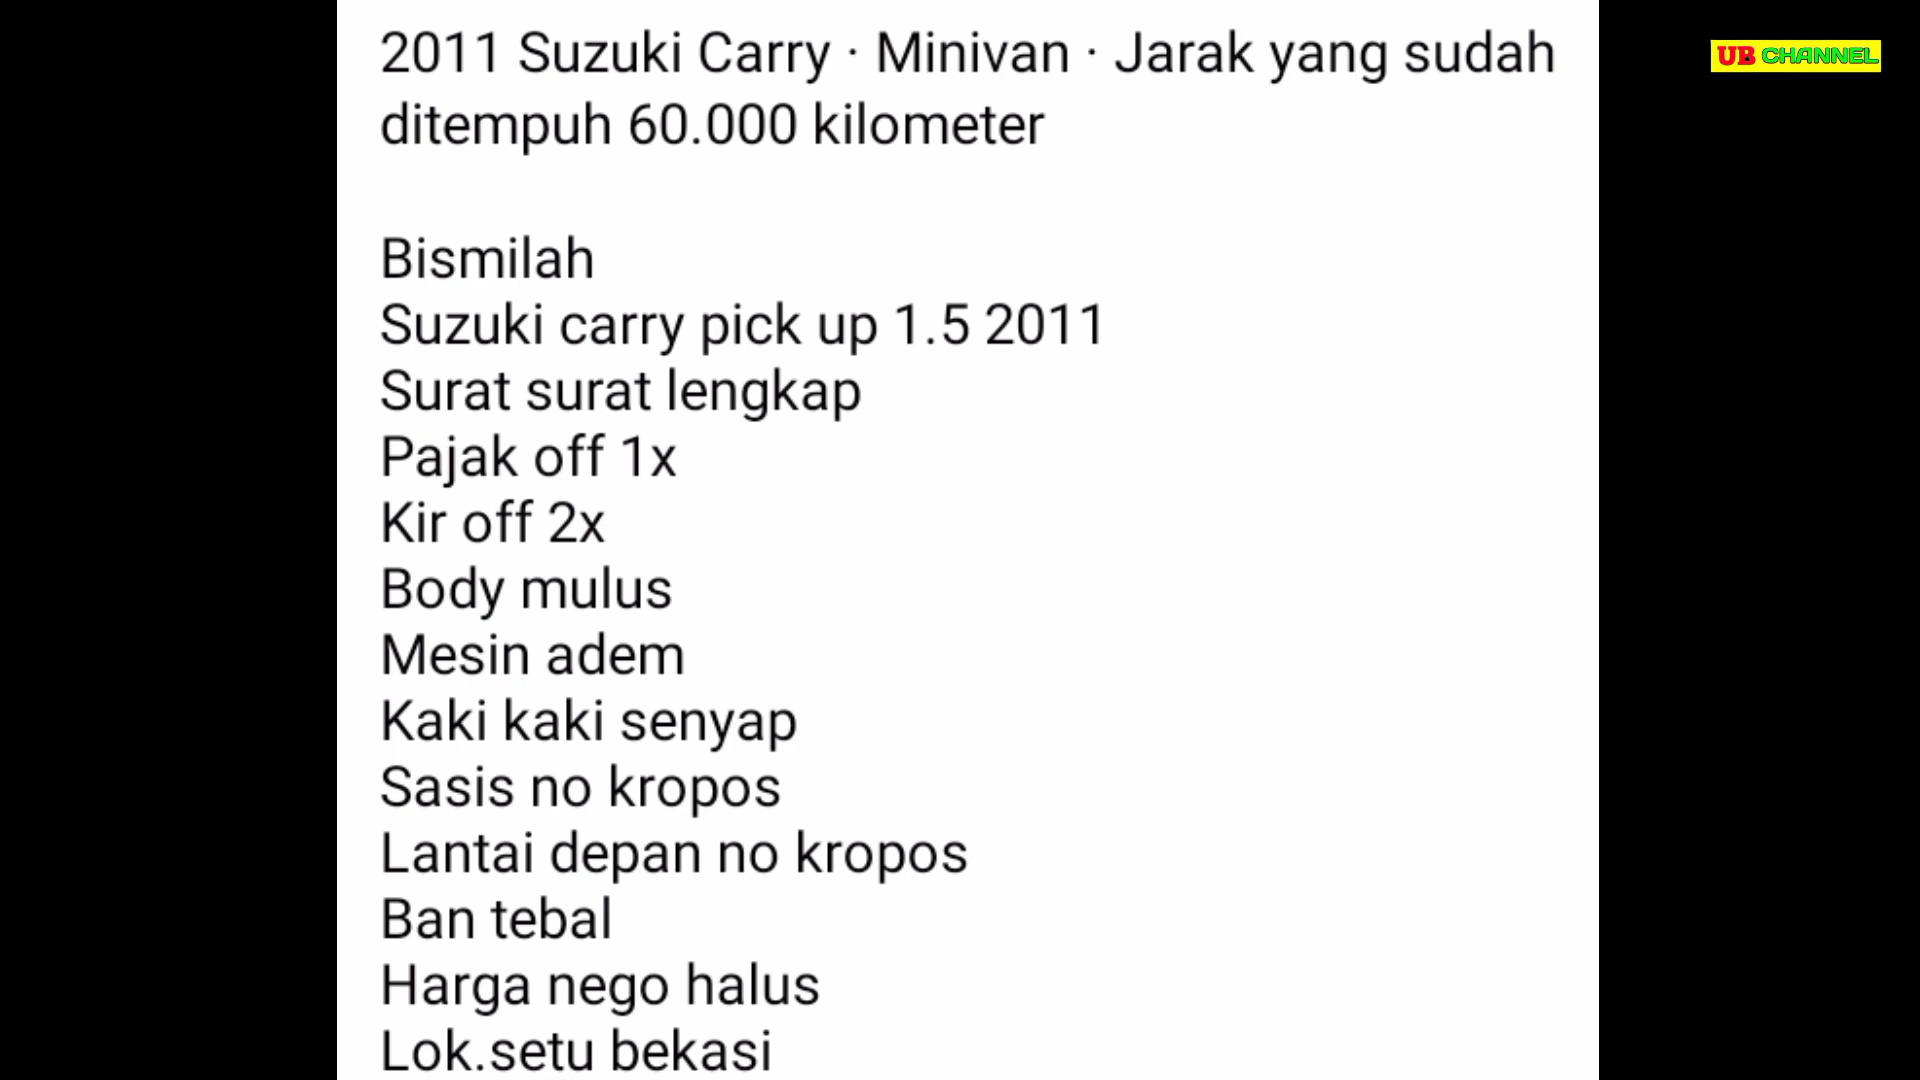 2011 Suzuki Carry · Minivan · Jarak yang sudah
ditempuh 60.000 kilometer
UB CHANNEL
Bismilah
Suzuki carry pick up 1.5 2011
Surat surat lengkap
Pajak off 1x
Kir off 2x
Body mulus
Mesin adem
Kaki kaki senyap
Sasis no kropos
Lantai depan no kropos
Ban tebal
Harga nego halus
Lok.setu bekasi